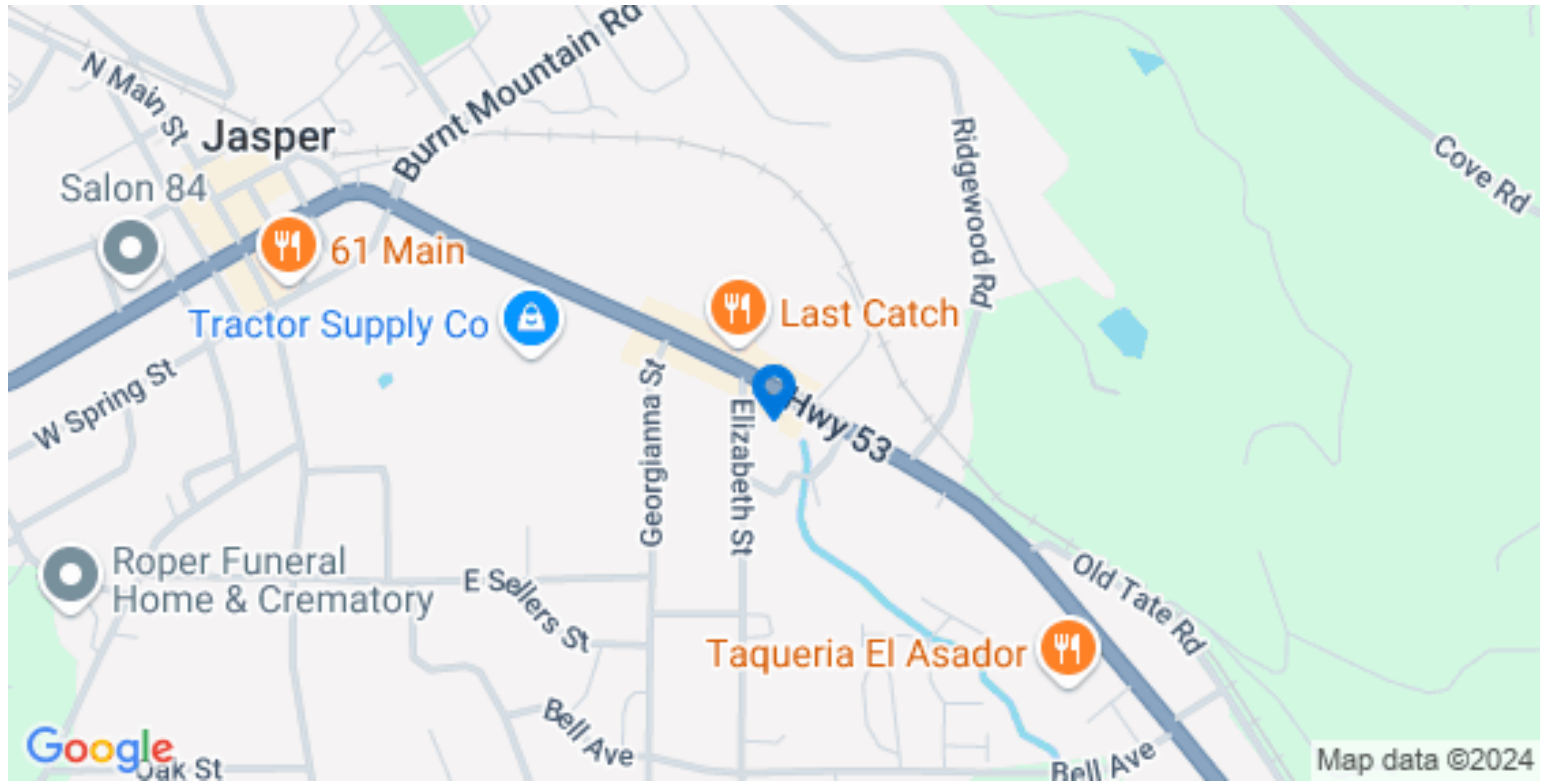 Burnt Mountain Rd
N Main St
Jasper
Ridgewood Rd
Cove Rd
Salon 84
61 Main
Last Catch
Tractor Supply Co
W Spring St
Georgianna St
Elizabeth St
Hwy 53
Roper Funeral
Home & Crematory
E Sellers St
Old Tate Rd
Taqueria El Asador
Bell Ave
Bell Ave
Google
Oak St
Map data ©2024